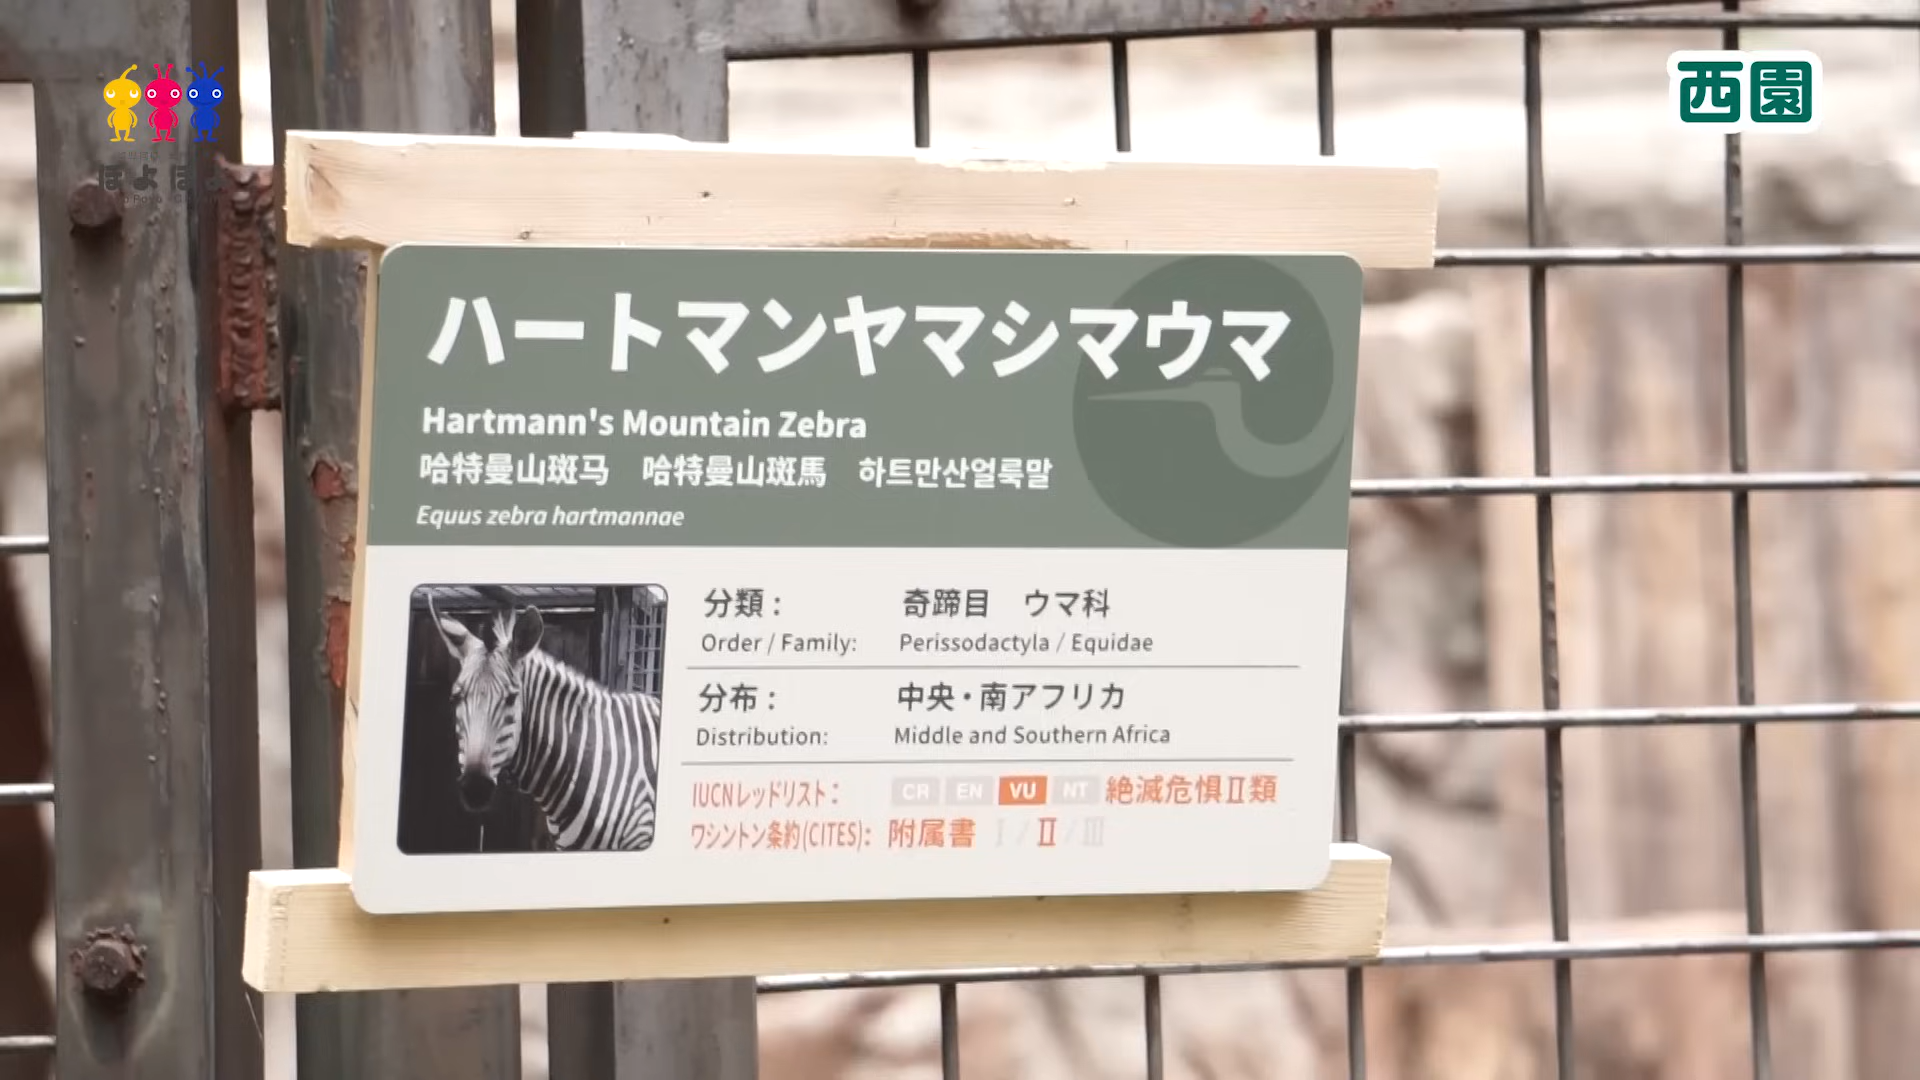 西園
ぽよぽよ
ハートマンヤマシマウマ
Hartmann's Mountain Zebra
哈特曼山斑马 哈特曼山斑馬 하트만산얼룩말
Equus zebra hartmannae
分類： 奇蹄目 ウマ科
Order / Family: Perissodactyla / Equidae
分布： 中央・南アフリカ
Distribution: Middle and Southern Africa
IUCNレッドリスト： CR EN VU NT 絶滅危惧Ⅱ類
ワシントン条約(CITES)： 附属書 Ⅰ / Ⅱ / Ⅲ